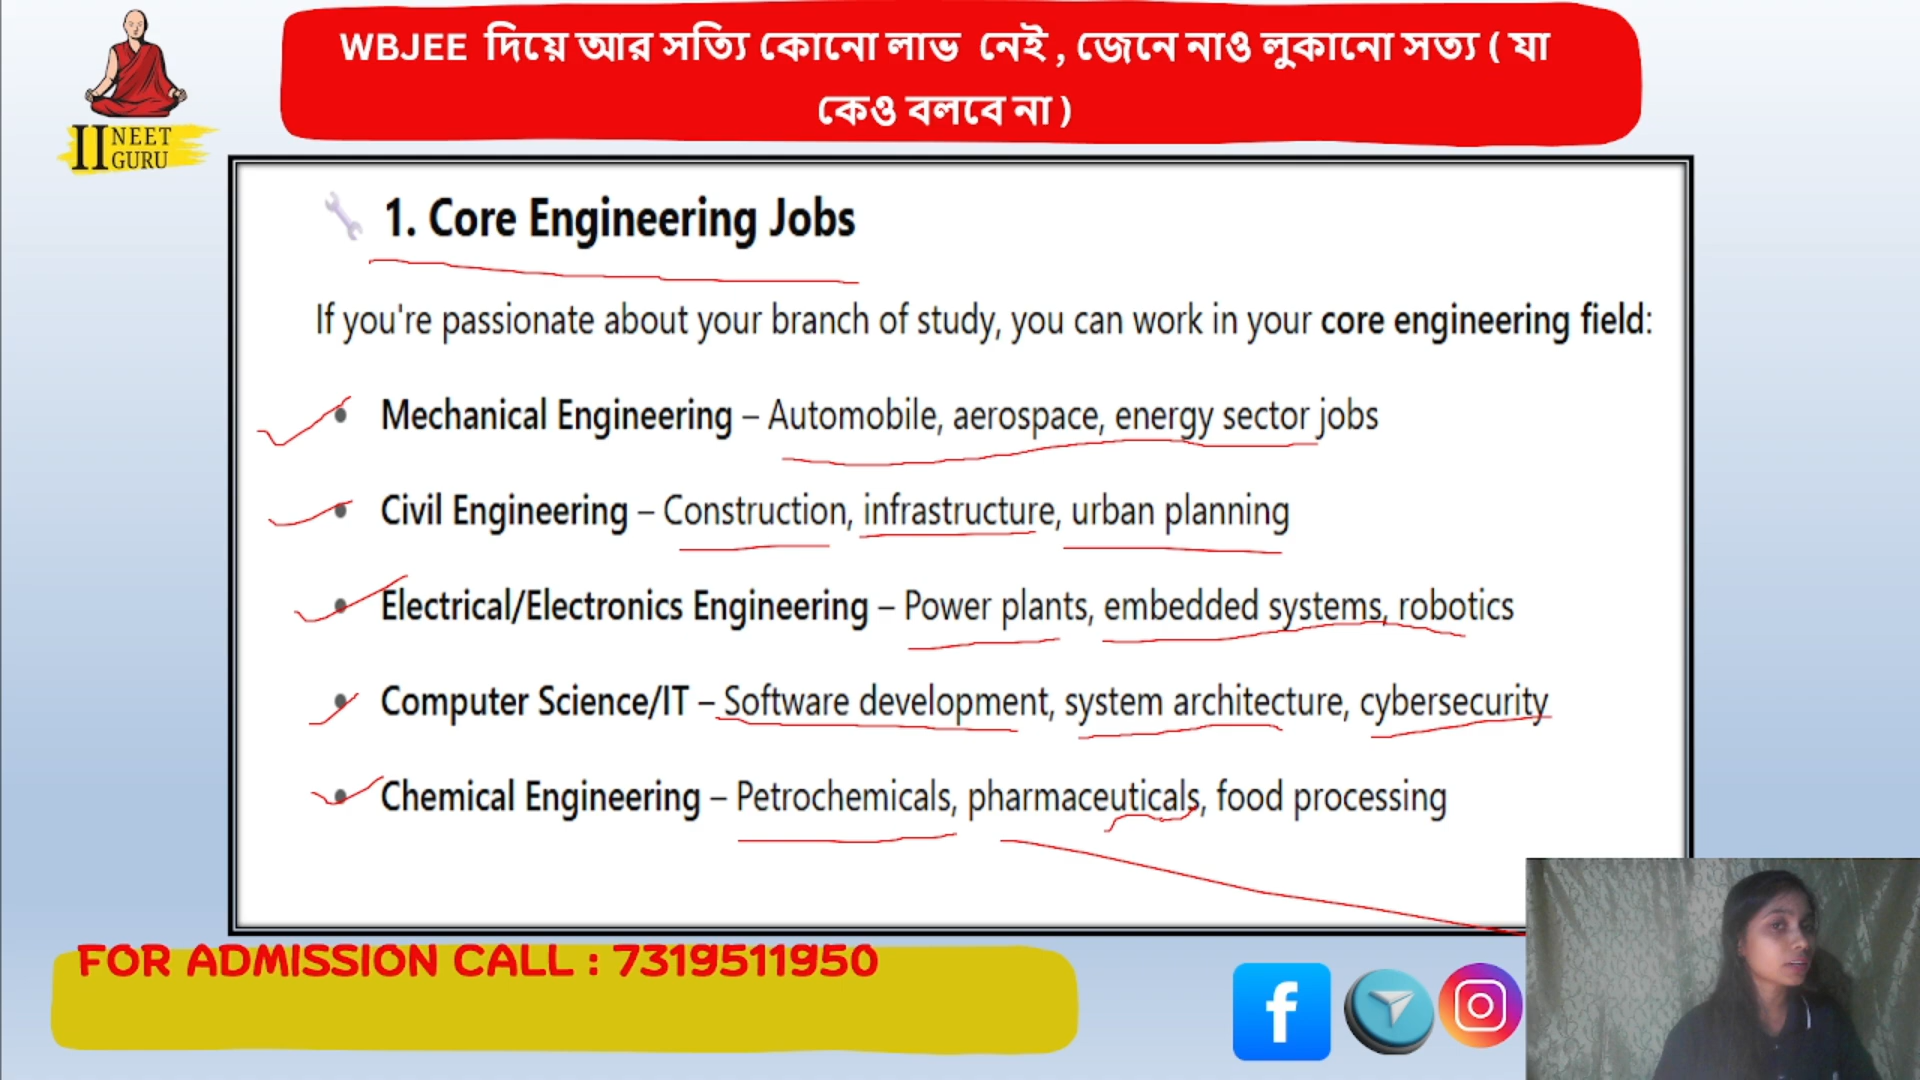 WBJEE দিয়ে আর সত্যি কোনো লাভ নেই , জেনে নাও লুকানো সত্য ( যা
কেও বলবে না )
II NEET
GURU
1. Core Engineering Jobs
If you're passionate about your branch of study, you can work in your core engineering field:
• Mechanical Engineering – Automobile, aerospace, energy sector jobs
• Civil Engineering – Construction, infrastructure, urban planning
• Electrical/Electronics Engineering – Power plants, embedded systems, robotics
• Computer Science/IT – Software development, system architecture, cybersecurity
• Chemical Engineering – Petrochemicals, pharmaceuticals, food processing
FOR ADMISSION CALL : 7319511950